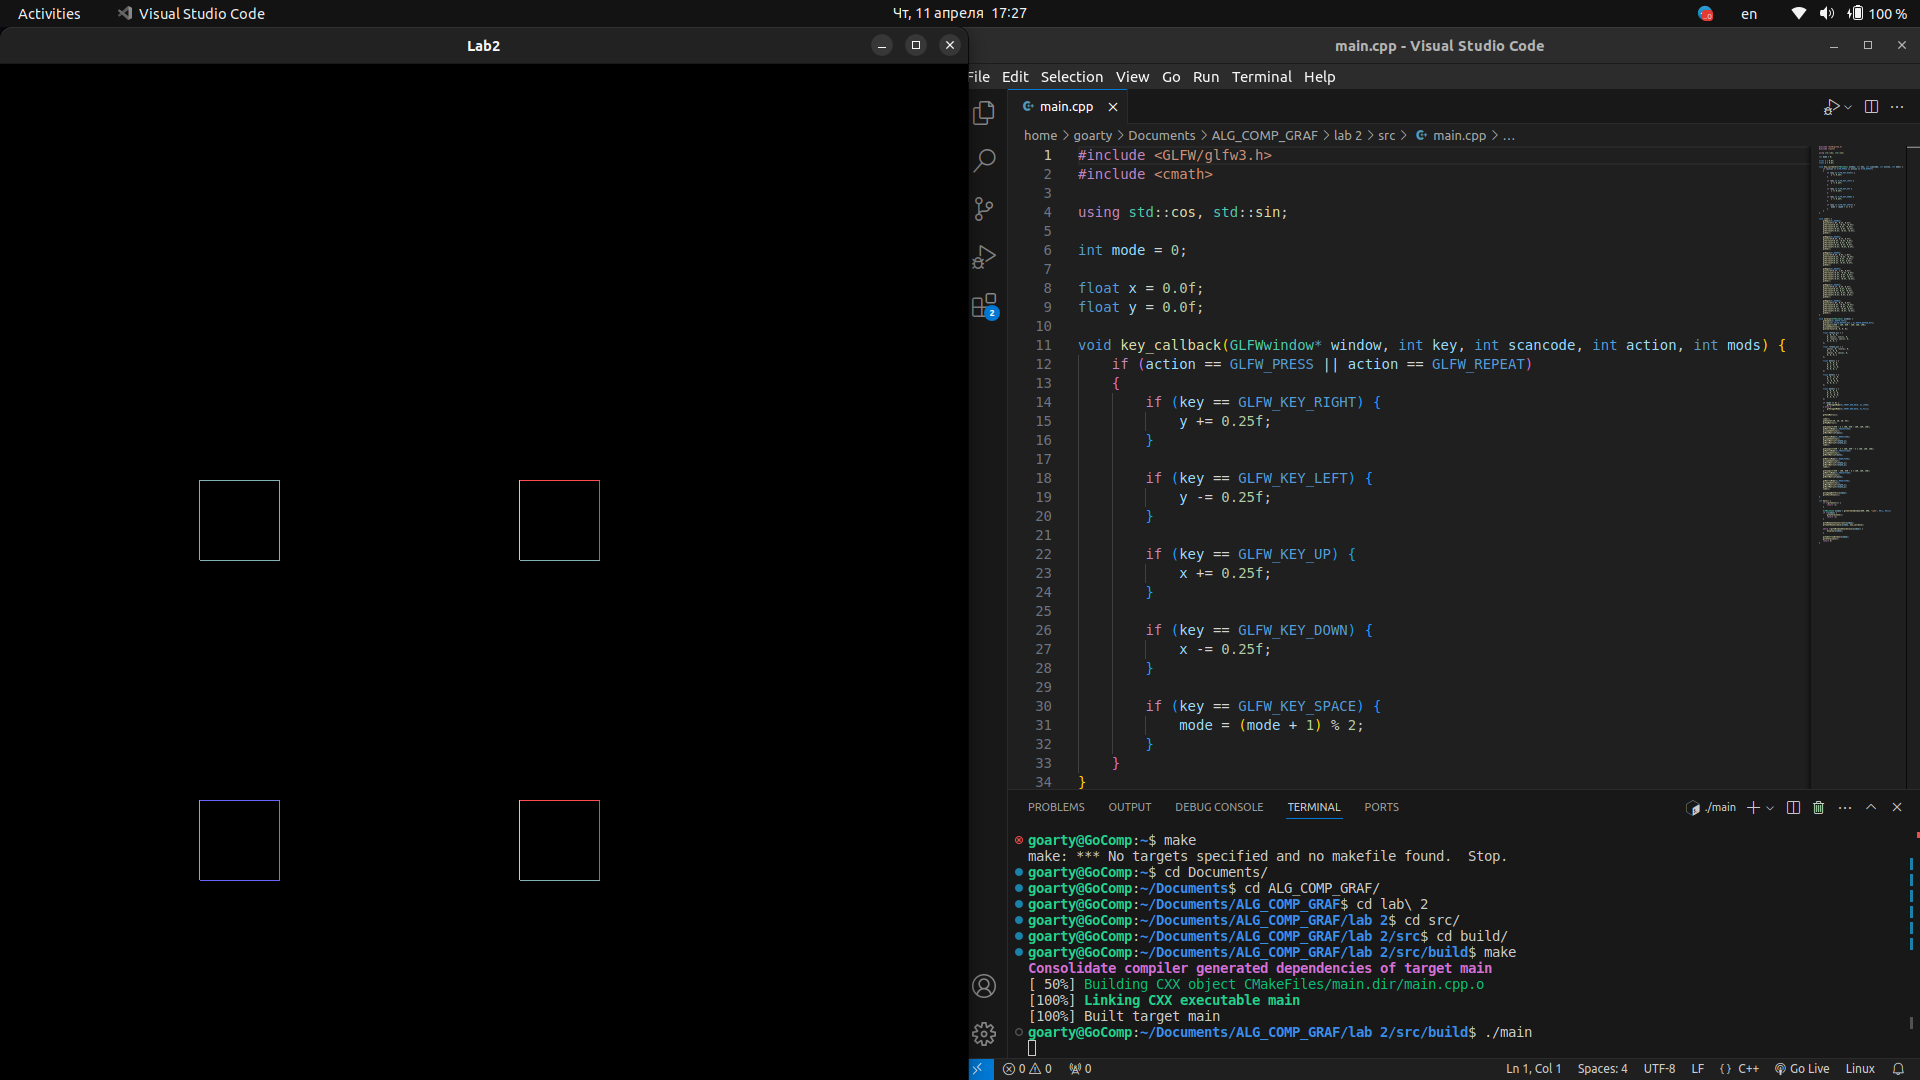 Activities
Visual Studio Code
Чт, 11 апреля 17:27
en
100 %
Lab2
main.cpp - Visual Studio Code
File Edit Selection View Go Run Terminal Help
main.cpp
home > goarty > Documents > ALG_COMP_GRAF > lab 2 > src > main.cpp > ...
1 #include <GLFW/glfw3.h>
2 #include <cmath>
3
4 using std::cos, std::sin;
5
6 int mode = 0;
7
8 float x = 0.0f;
9 float y = 0.0f;
10
11 void key_callback(GLFWwindow* window, int key, int scancode, int action, int mods) {
12     if (action == GLFW_PRESS || action == GLFW_REPEAT)
13     {
14         if (key == GLFW_KEY_RIGHT) {
15             y += 0.25f;
16         }
17
18         if (key == GLFW_KEY_LEFT) {
19             y -= 0.25f;
20         }
21
22         if (key == GLFW_KEY_UP) {
23             x += 0.25f;
24         }
25
26         if (key == GLFW_KEY_DOWN) {
27             x -= 0.25f;
28         }
29
30         if (key == GLFW_KEY_SPACE) {
31             mode = (mode + 1) % 2;
32         }
33     }
34 }
2
PROBLEMS OUTPUT DEBUG CONSOLE TERMINAL PORTS
./main
goarty@GoComp:~$ make
make: *** No targets specified and no makefile found.  Stop.
goarty@GoComp:~$ cd Documents/
goarty@GoComp:~/Documents$ cd ALG_COMP_GRAF/
goarty@GoComp:~/Documents/ALG_COMP_GRAF$ cd lab\ 2
goarty@GoComp:~/Documents/ALG_COMP_GRAF/lab 2$ cd src/
goarty@GoComp:~/Documents/ALG_COMP_GRAF/lab 2/src$ cd build/
goarty@GoComp:~/Documents/ALG_COMP_GRAF/lab 2/src/build$ make
Consolidate compiler generated dependencies of target main
[ 50%] Building CXX object CMakeFiles/main.dir/main.cpp.o
[100%] Linking CXX executable main
[100%] Built target main
goarty@GoComp:~/Documents/ALG_COMP_GRAF/lab 2/src/build$ ./main
0 0 0
Ln 1, Col 1 Spaces: 4 UTF-8 LF {} C++ Go Live Linux